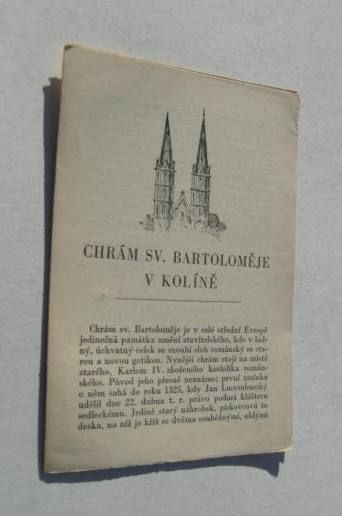 CHRÁM SV. BARTOLOMĚJE
V KOLÍNĚ
Chrám sv. Bartoloměje je v celé střední Evropě
jedinečná památka umění stavitelského, kde v lad-
ný, úchvatný celek se snoubí sloh románský se sta-
rou a novou gotikou. Nynější chrám stojí na místě
starého, Karlem IV. zbořeného kostelíka román-
ského. Původ jeho přesně neznáme; první zmínka
o něm sahá do roku 1325, kdy Jan Lucemburský
udělil dne 22. dubna t. r. právo podací klášteru
sedleckému. Jedině starý náhrobek, pískovcová to
deska, na níž je kříž se dvěma souběžnými, oblými